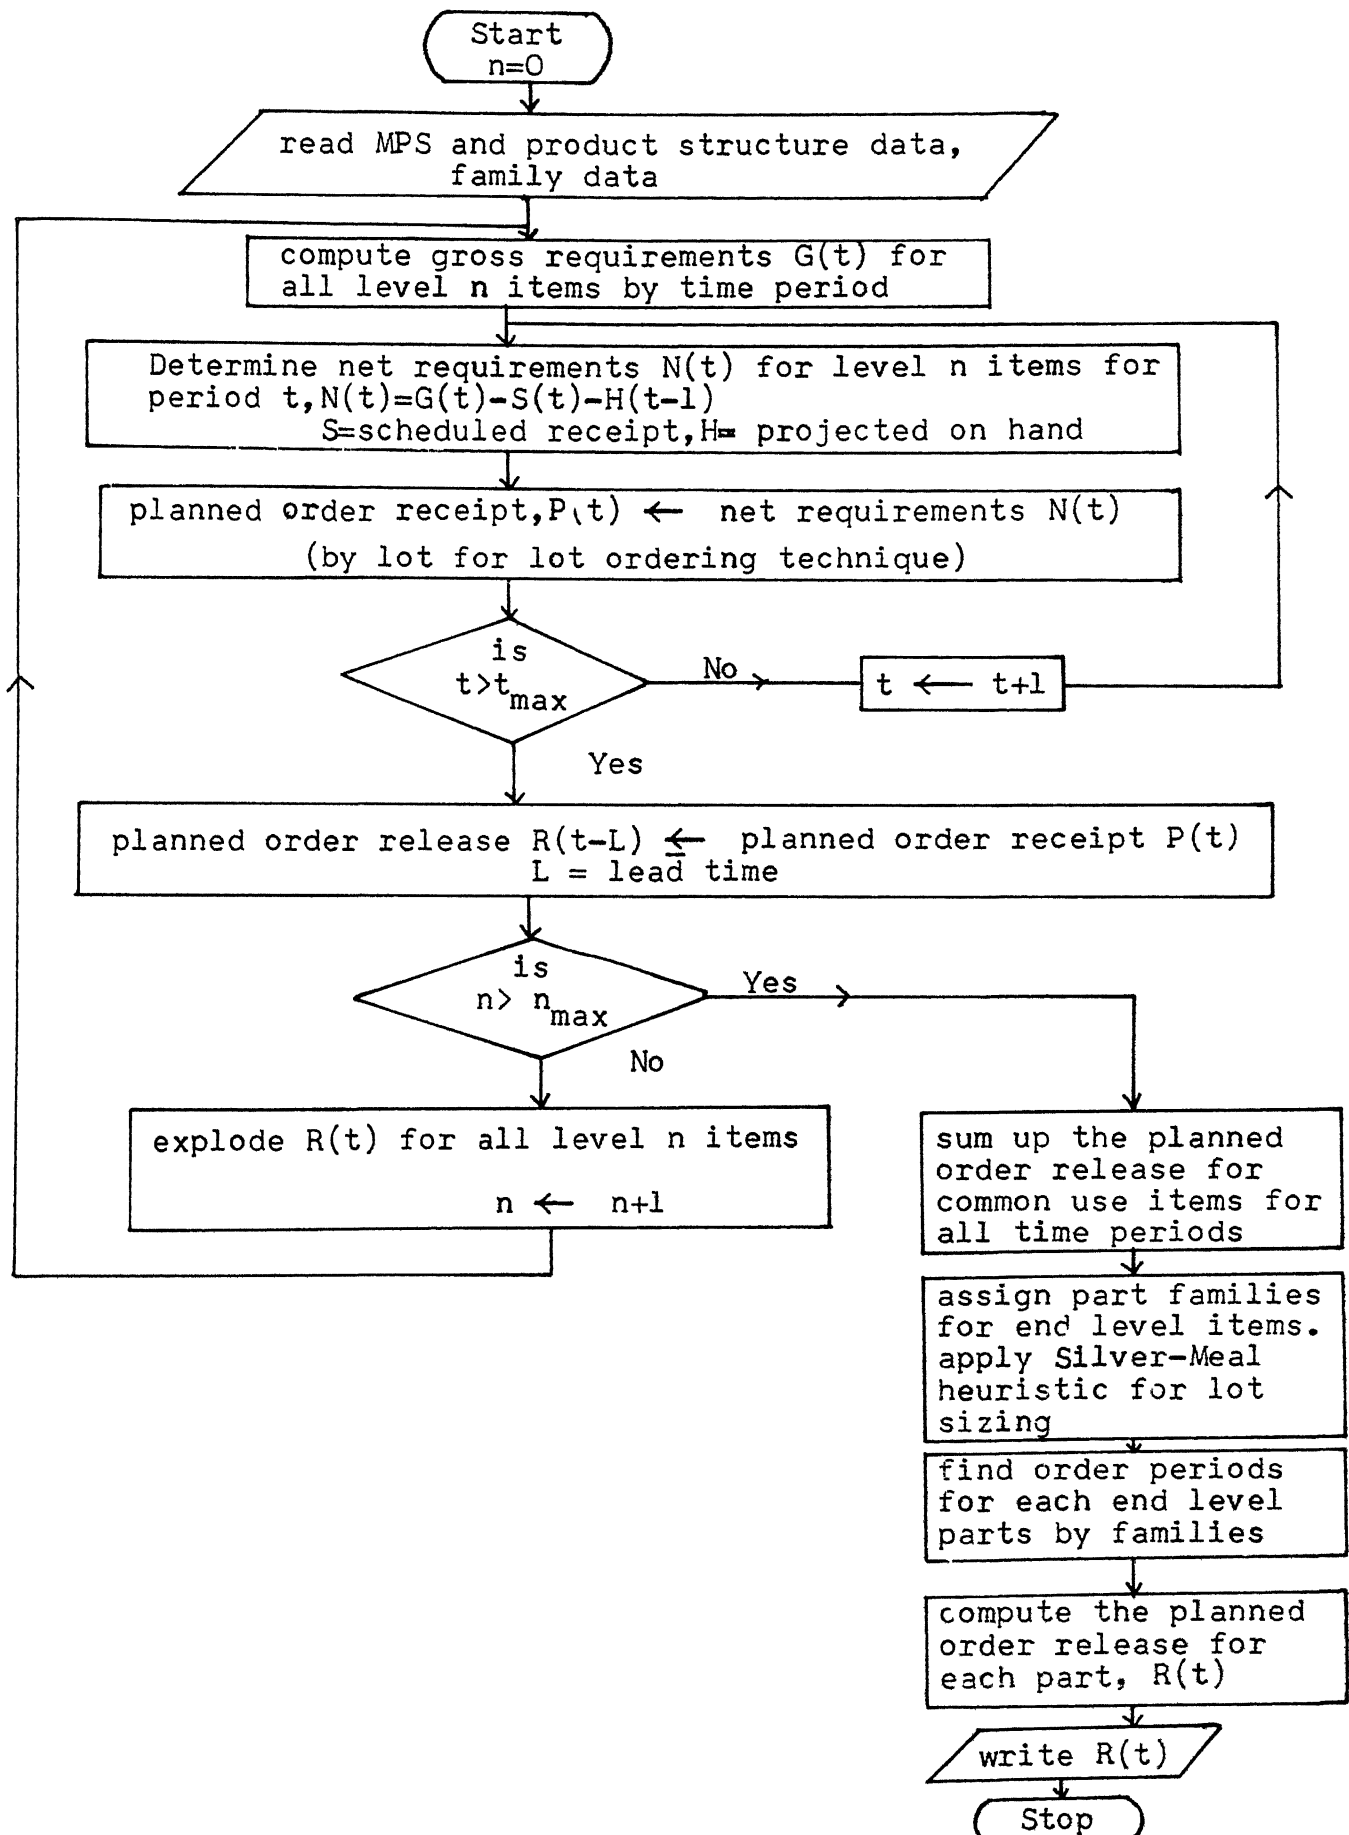 Start
n=0
read MPS and product structure data,
family data
compute gross requirements G(t) for
all level n items by time period
Determine net requirements N(t) for level n items for
period t,N(t)=G(t)-S(t)-H(t-1)
S=scheduled receipt,H= projected on hand
planned order receipt,P(t) ← net requirements N(t)
(by lot for lot ordering technique)
is
t>tmax
No
t ← t+1
Yes
planned order release R(t-L) ← planned order receipt P(t)
L = lead time
is
n> nmax
Yes
No
explode R(t) for all level n items
n ← n+1
sum up the planned
order release for
common use items for
all time periods
assign part families
for end level items.
apply Silver-Meal
heuristic for lot
sizing
find order periods
for each end level
parts by families
compute the planned
order release for
each part, R(t)
write R(t)
Stop